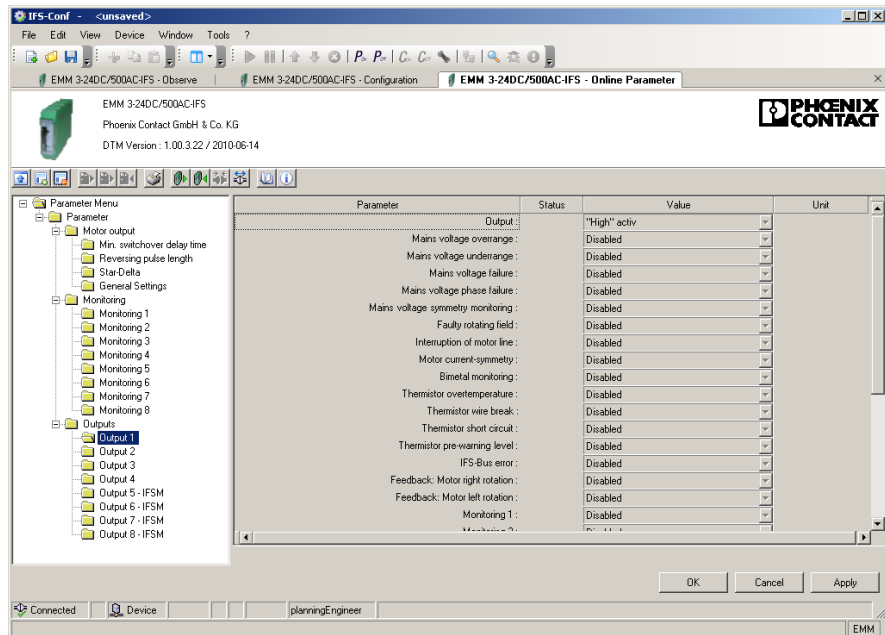 IFS-Conf - <unsaved>
File Edit View Device Window Tools ?
EMM 3-24DC/500AC-IFS - Observe
EMM 3-24DC/500AC-IFS - Configuration
EMM 3-24DC/500AC-IFS - Online Parameter
EMM 3-24DC/500AC-IFS
Phoenix Contact GmbH & Co. KG
DTM Version : 1.00.3.22 / 2010-06-14
PHŒNIX
CONTACT
Parameter Menu
Parameter
Motor output
Min. switchover delay time
Reversing pulse length
Star-Delta
General Settings
Monitoring
Monitoring 1
Monitoring 2
Monitoring 3
Monitoring 4
Monitoring 5
Monitoring 6
Monitoring 7
Monitoring 8
Outputs
Output 1
Output 2
Output 3
Output 4
Output 5 - IFSM
Output 6 - IFSM
Output 7 - IFSM
Output 8 - IFSM
Parameter Status Value Unit
Output : "High" activ
Mains voltage overrange : Disabled
Mains voltage underrange : Disabled
Mains voltage failure : Disabled
Mains voltage phase failure : Disabled
Mains voltage symmetry monitoring : Disabled
Faulty rotating field : Disabled
Interruption of motor line : Disabled
Motor current-symmetry : Disabled
Bimetal monitoring : Disabled
Thermistor overtemperature : Disabled
Thermistor wire break : Disabled
Thermistor short circuit : Disabled
Thermistor pre-warning level : Disabled
IFS-Bus error : Disabled
Feedback: Motor right rotation : Disabled
Feedback: Motor left rotation : Disabled
Monitoring 1 : Disabled
OK Cancel Apply
Connected Device planningEngineer
EMM